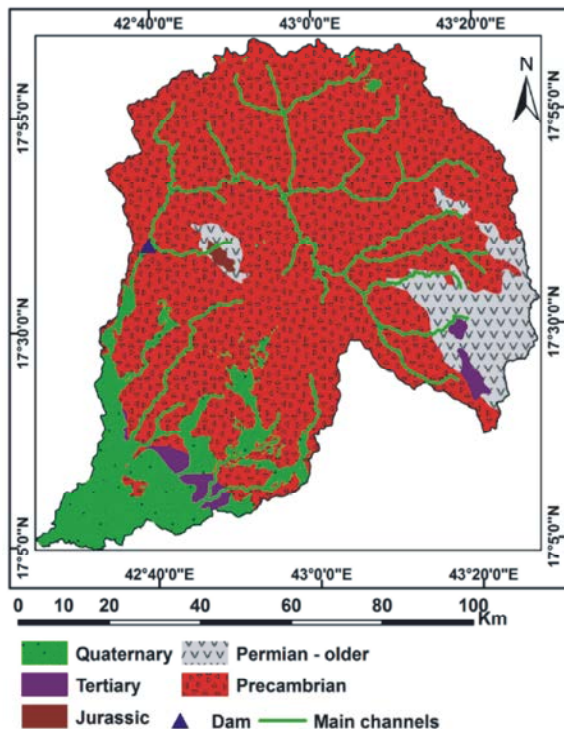 42°40'0"E 43°0'0"E 43°20'0"E
N
17°55'0"N 17°55'0"N
17°30'0"N 17°30'0"N
17°5'0"N 17°5'0"N
42°40'0"E 43°0'0"E 43°20'0"E
0 10 20 40 60 80 100
Km
Quaternary Permian - older
Tertiary Precambrian
Jurassic Dam Main channels